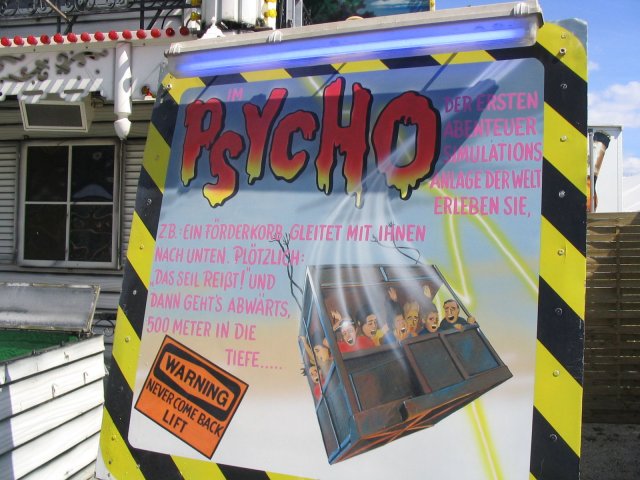 IM
PSYCHO
DER ERSTEN
ABENTEUER
SIMULATIONS
ANLAGE DER WELT
ERLEBEN SIE,
Z.B.: EIN FÖRDERKORB GLEITET MIT IHNEN
NACH UNTEN. PLÖTZLICH:
„DAS SEIL REIßT!" UND
DANN GEHT'S ABWÄRTS,
500 METER IN DIE
TIEFE.....
WARNING
NEVER COME BACK
LIFT